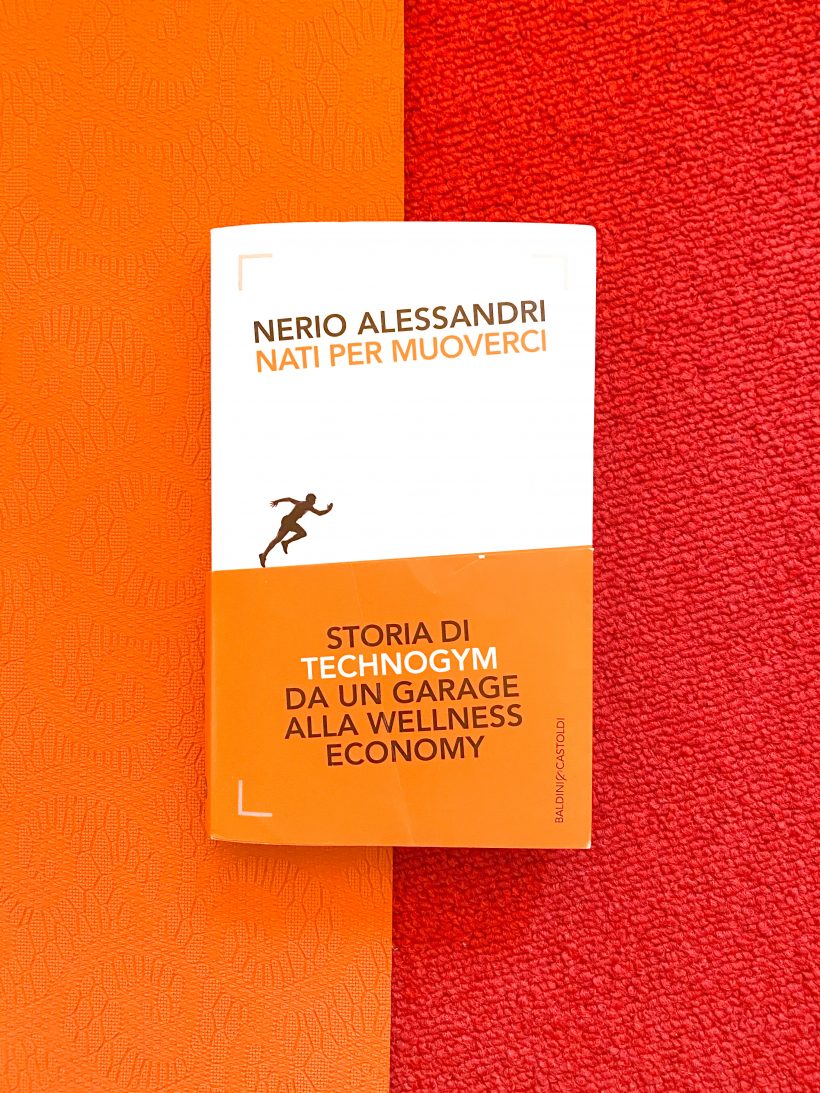 NERIO ALESSANDRI
NATI PER MUOVERCI
STORIA DI
TECHNOGYM
DA UN GARAGE
ALLA WELLNESS
ECONOMY
BALDINI & CASTOLDI